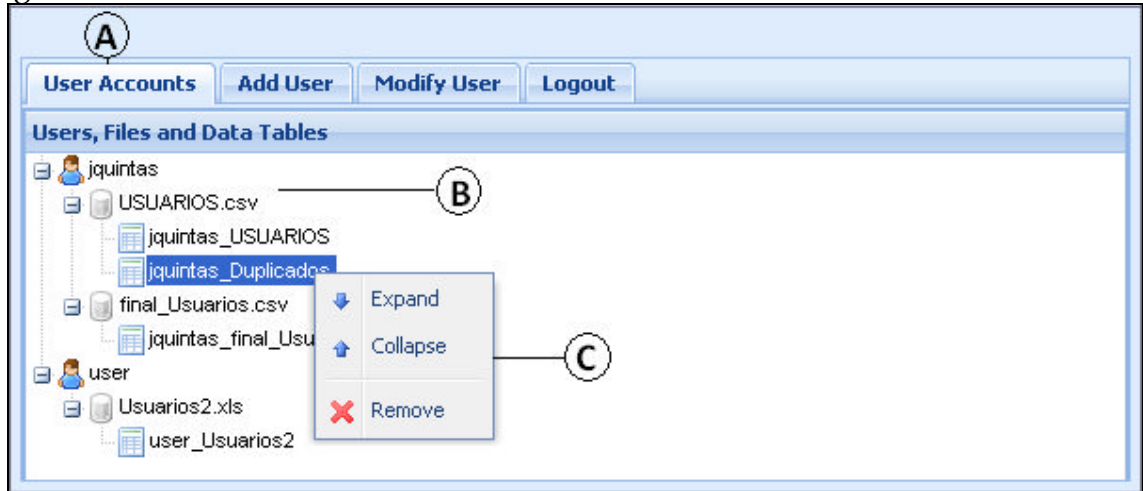 A
User Accounts Add User Modify User Logout
Users, Files and Data Tables
jquintas
B
USUARIOS.csv
jquintas_USUARIOS
jquintas_Duplicados
Expand
final_Usuarios.csv
jquintas_final_Usu
Collapse
C
user
Usuarios2.xls
Remove
user_Usuarios2